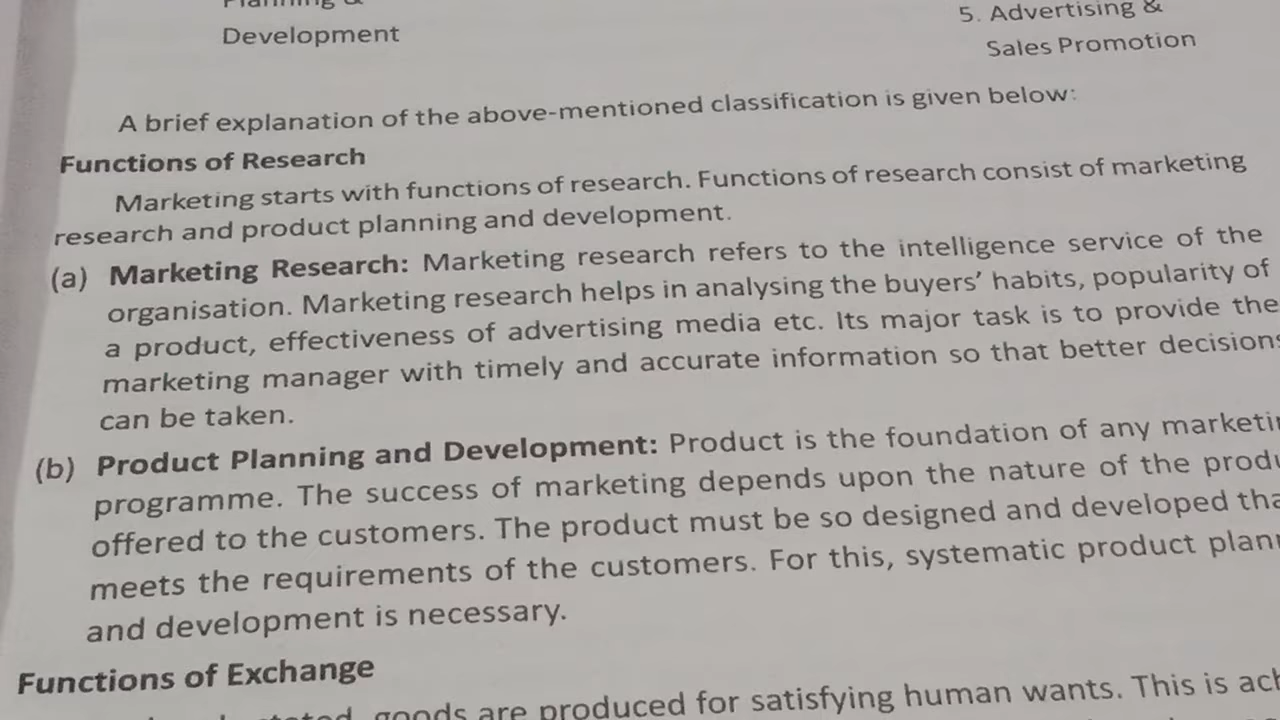 Planning &
Development
5. Advertising &
Sales Promotion
A brief explanation of the above-mentioned classification is given below:
Functions of Research
Marketing starts with functions of research. Functions of research consist of marketing
research and product planning and development.
(a) Marketing Research: Marketing research refers to the intelligence service of the
organisation. Marketing research helps in analysing the buyers' habits, popularity of
a product, effectiveness of advertising media etc. Its major task is to provide the
marketing manager with timely and accurate information so that better decisions
can be taken.
(b) Product Planning and Development: Product is the foundation of any
programme. The success of marketing depends upon the nature of the
offered to the customers. The product must be so designed and developed
meets the requirements of the customers. For this, systematic product
and development is necessary.
Functions of Exchange
goods are produced for satisfying human wants. This is